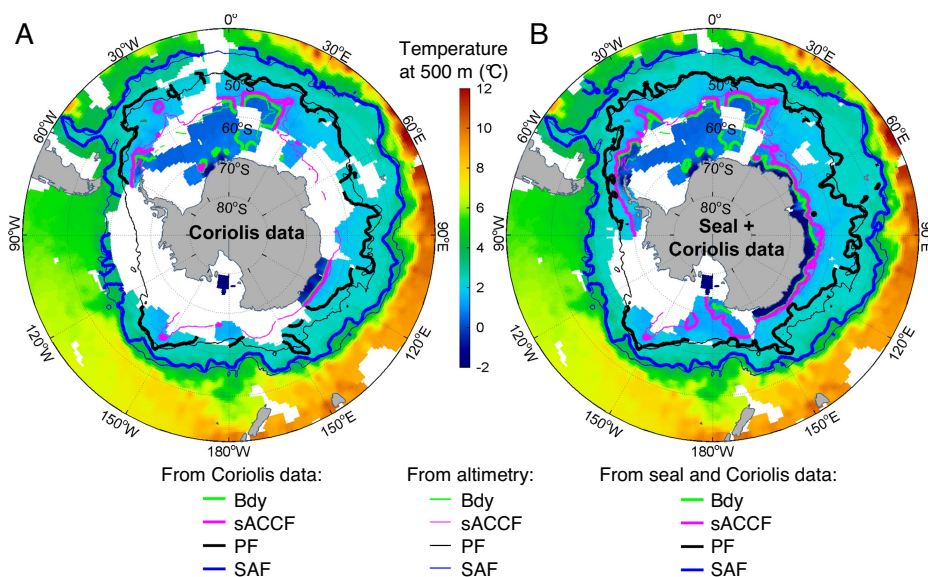 A
B
0°
30°W
30°E
60°W
60°E
90°W
90°E
120°W
120°E
150°W
150°E
180°W
50°S
60°S
70°S
80°S
Coriolis data
Temperature
at 500 m (°C)
12
10
8
6
4
2
0
-2
0°
30°W
30°E
60°W
60°E
90°W
90°E
120°W
120°E
150°W
150°E
180°W
50°S
60°S
70°S
80°S
Seal +
Coriolis data
From Coriolis data:
Bdy
sACCF
PF
SAF
From altimetry:
Bdy
sACCF
PF
SAF
From seal and Coriolis data:
Bdy
sACCF
PF
SAF